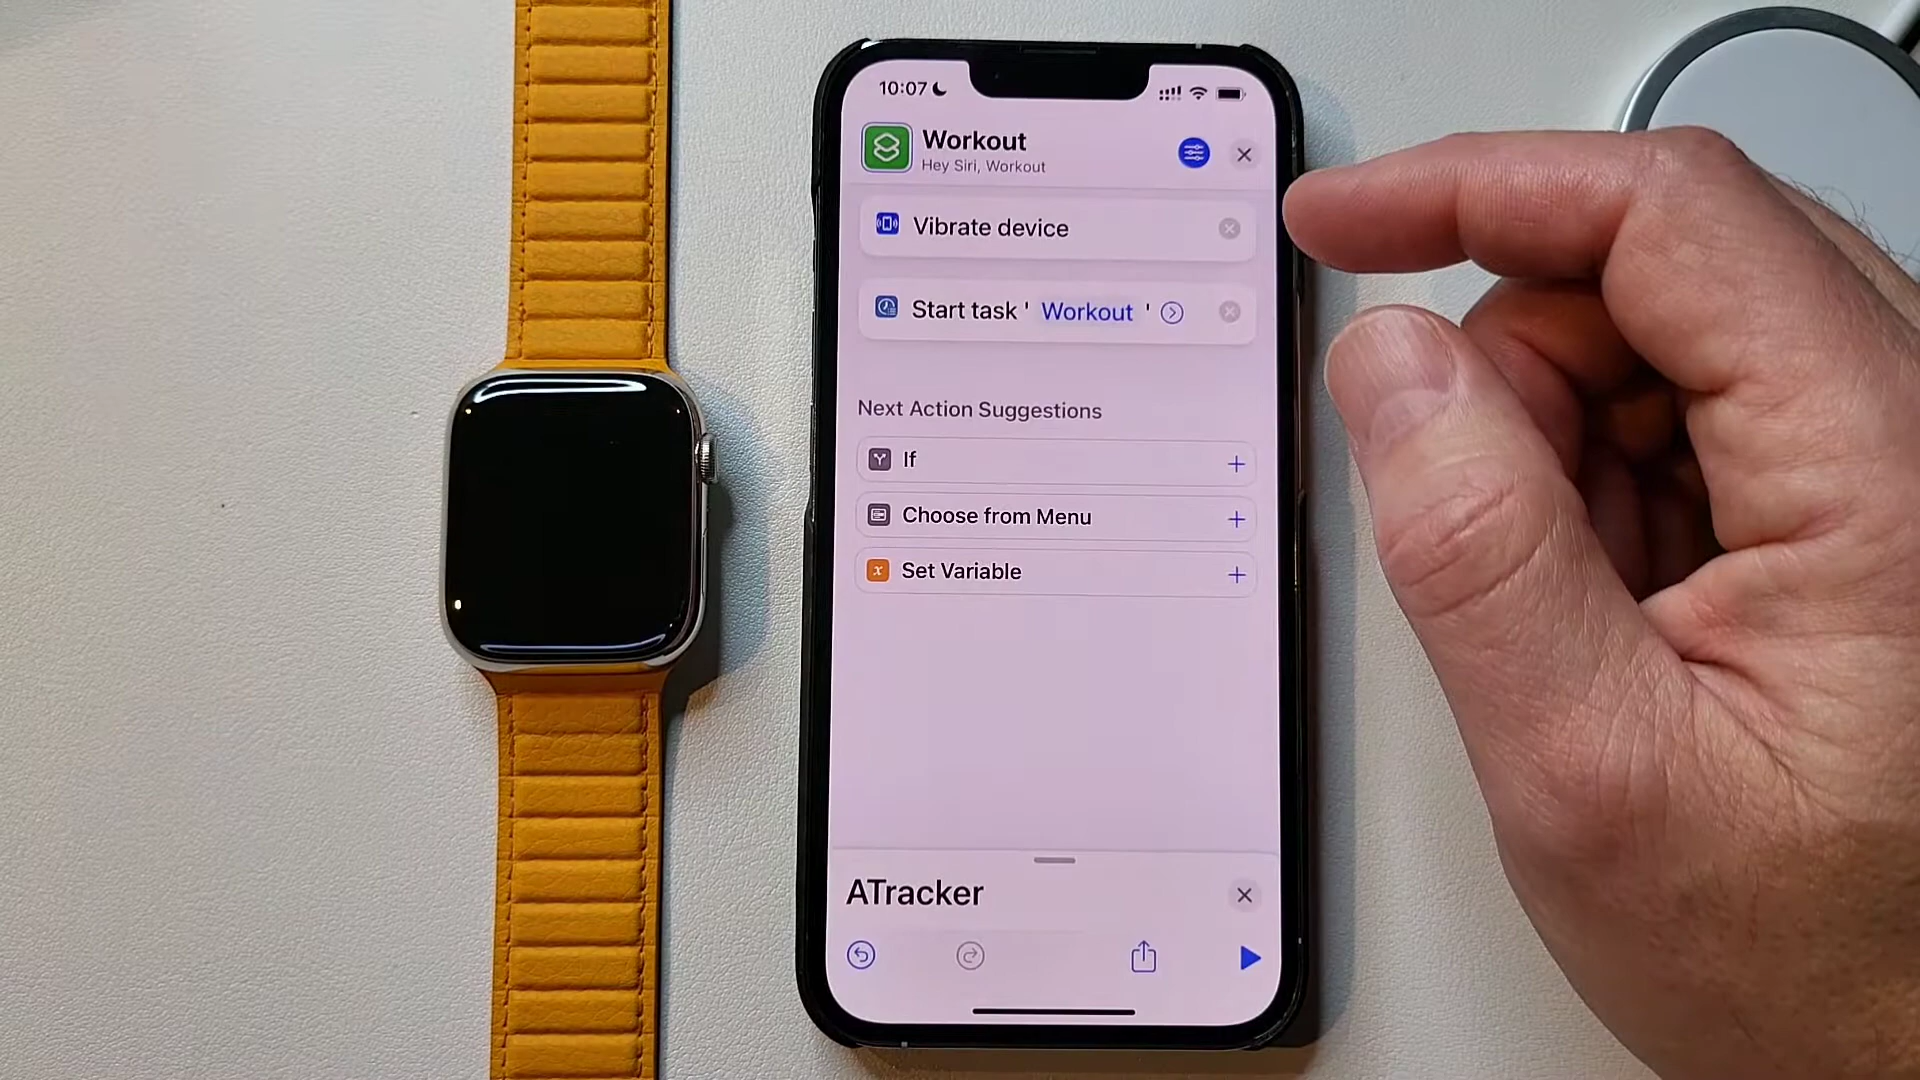 10:07
Workout
Hey Siri, Workout
Vibrate device
Start task ' Workout '
Next Action Suggestions
If
Choose from Menu
x Set Variable
ATracker